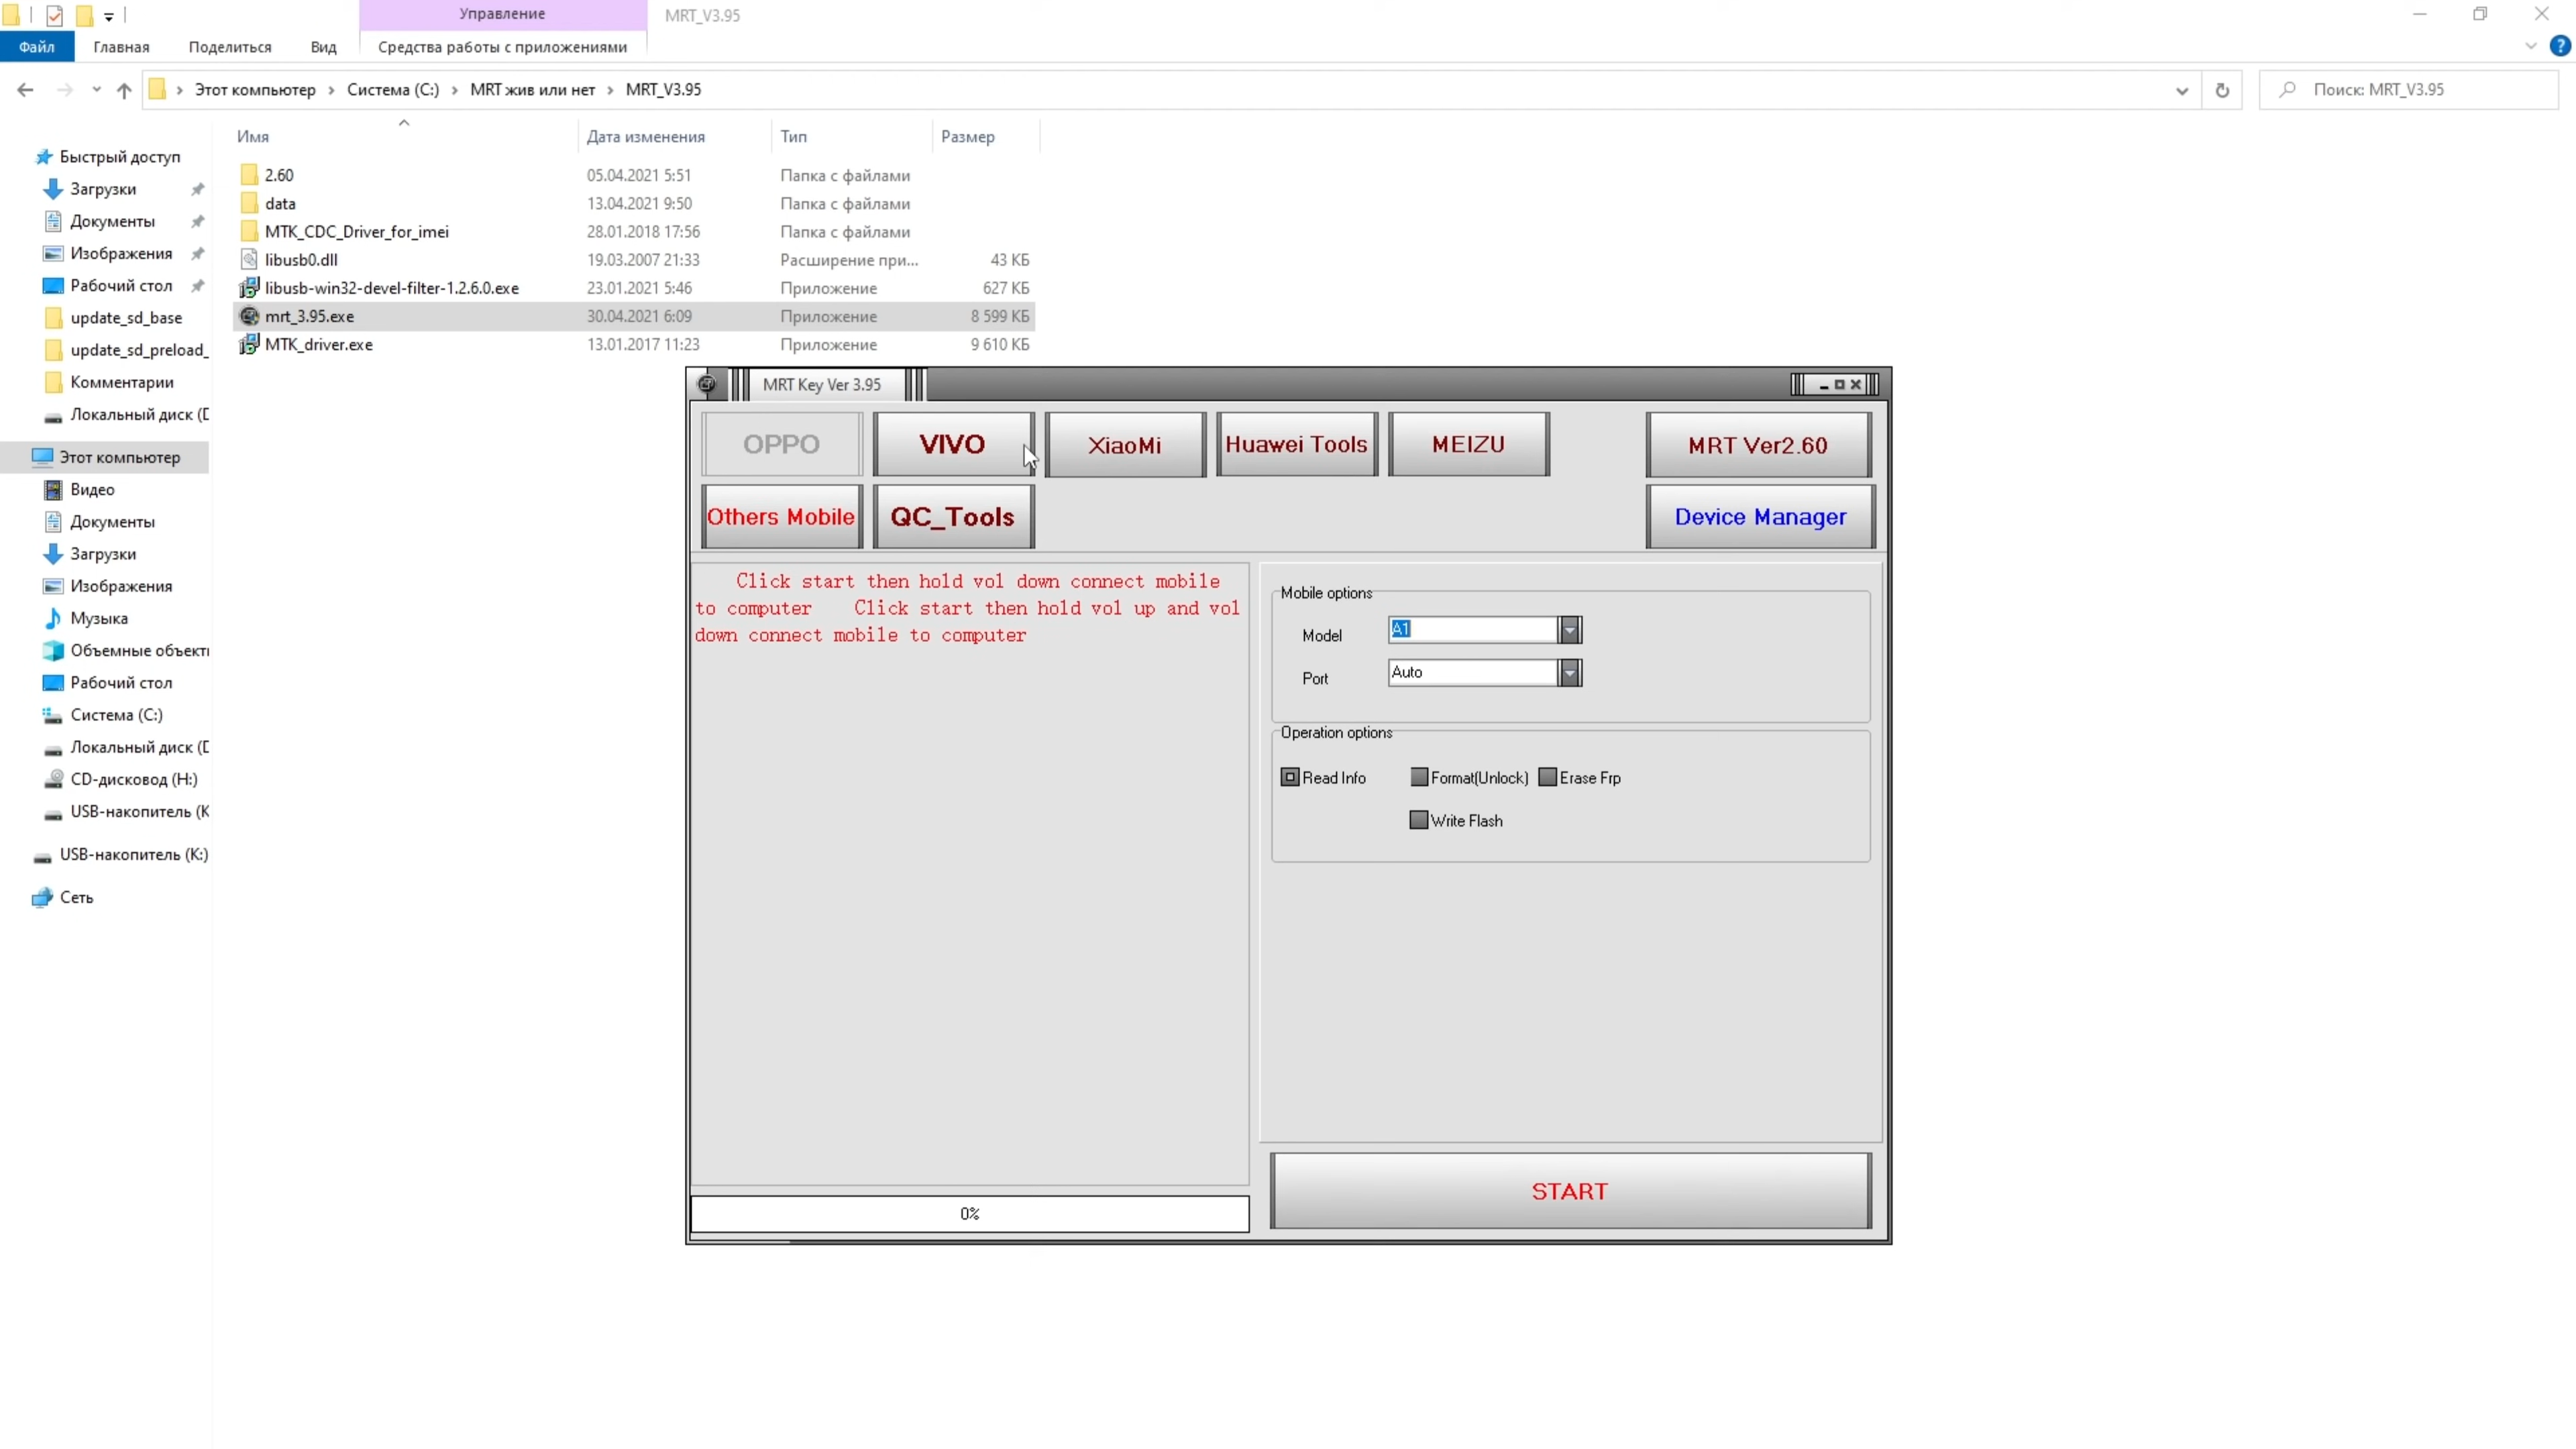 Управление
MRT_V3.95
Файл
Главная
Поделиться
Вид
Средства работы с приложениями
Этот компьютер
Система (C:)
MRT жив или нет
MRT_V3.95
Поиск: MRT_V3.95
Имя
Дата изменения
Тип
Размер
2.60 05.04.2021 5:51 Папка с файлами
data 13.04.2021 9:50 Папка с файлами
MTK_CDC_Driver_for_imei 28.01.2018 17:56 Папка с файлами
libusb0.dll 19.03.2007 21:33 Расширение при... 43 КБ
libusb-win32-devel-filter-1.2.6.0.exe 23.01.2021 5:46 Приложение 627 КБ
mrt_3.95.exe 30.04.2021 6:09 Приложение 8 599 КБ
MTK_driver.exe 13.01.2017 11:23 Приложение 9 610 КБ
Быстрый доступ
Загрузки
Документы
Изображения
Рабочий стол
update_sd_base
update_sd_preload_
Комментарии
Локальный диск (D
Этот компьютер
Видео
Документы
Загрузки
Изображения
Музыка
Объемные объекты
Рабочий стол
Система (C:)
Локальный диск (D
CD-дисковод (H:)
USB-накопитель (K
USB-накопитель (K:)
Сеть
MRT Key Ver 3.95
OPPO
VIVO
XiaoMi
Huawei Tools
MEIZU
MRT Ver2.60
Others Mobile
QC_Tools
Device Manager
Click start then hold vol down connect mobile
to computer Click start then hold vol up and vol
down connect mobile to computer
Mobile options
Model A1
Port Auto
Operation options
Read Info
Format(Unlock)
Erase Frp
Write Flash
0%
START